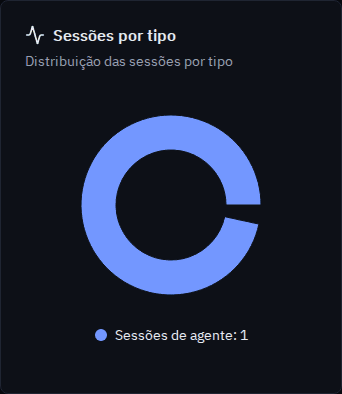 Sessões por tipo
Distribuição das sessões por tipo
Sessões de agente: 1